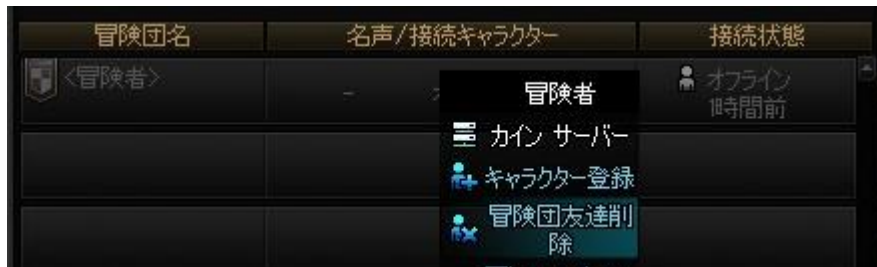 冒険団名 名声/接続キャラクター 接続状態
<冒険者> - オフライン
1時間前
冒険者
カイン サーバー
キャラクター登録
冒険団友達削
除